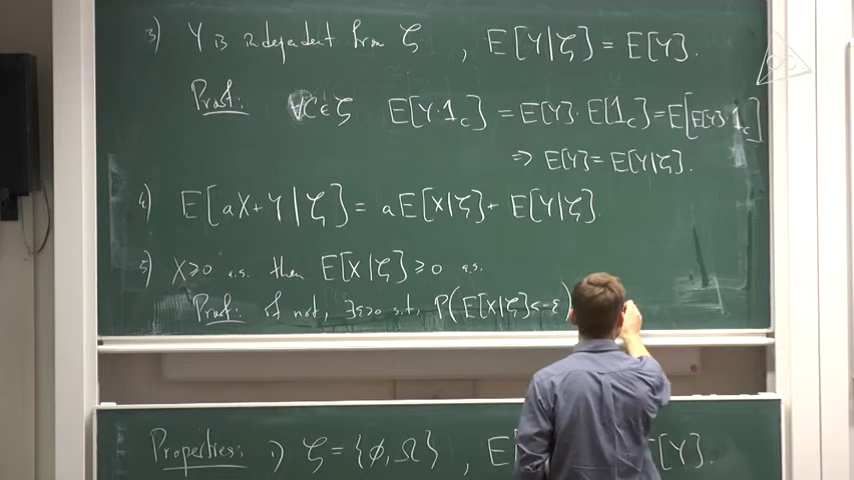 3) Y is independent from ζ , E[Y|ζ] = E[Y].
Proof: ∀C∈ζ E[Y·1_c] = E[Y]·E[1_c] = E[E[Y]·1_c]
⇒ E[Y] = E[Y|ζ].
4) E[aX+Y|ζ] = aE[X|ζ] + E[Y|ζ].
5) X≥0 a.s. then E[X|ζ] ≥ 0 a.s.
Proof: if not, ∃ε>0 s.t. P(E[X|ζ]<-ε)
Properties: 1) ζ = {∅, Ω} , E[ [Y].